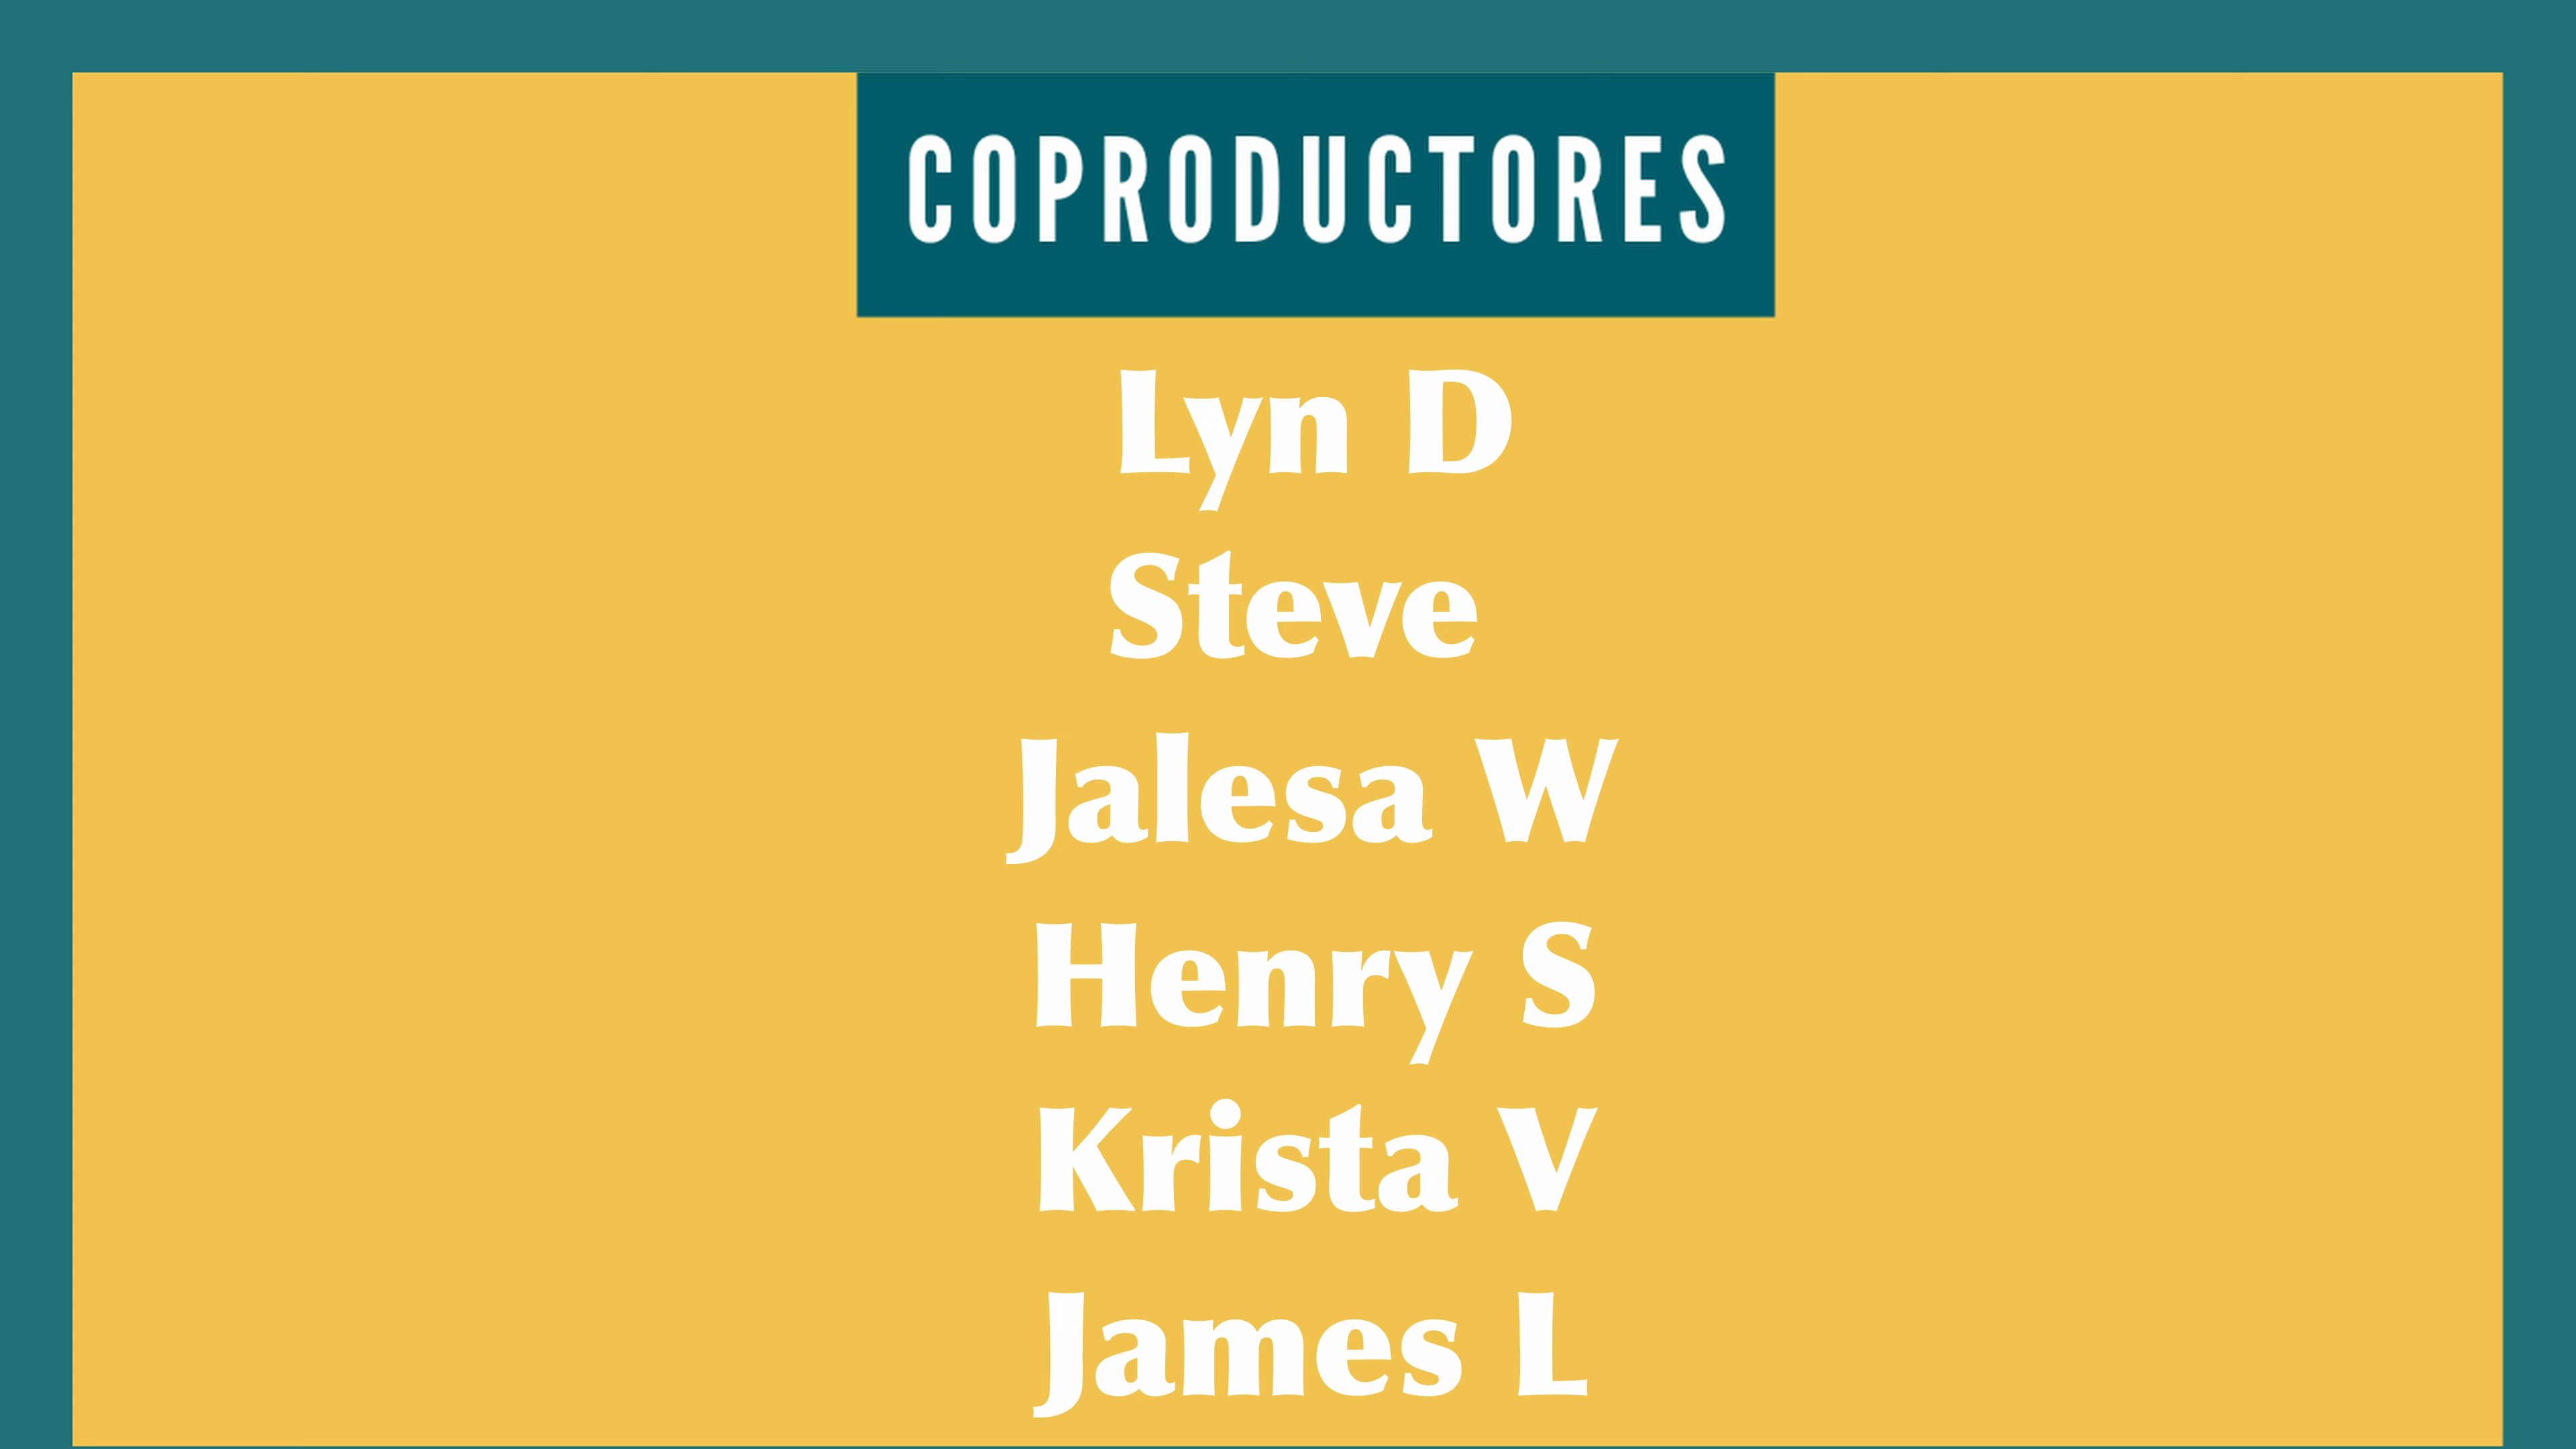 COPRODUCTORES
Lyn D
Steve
Jalesa W
Henry S
Krista V
James L